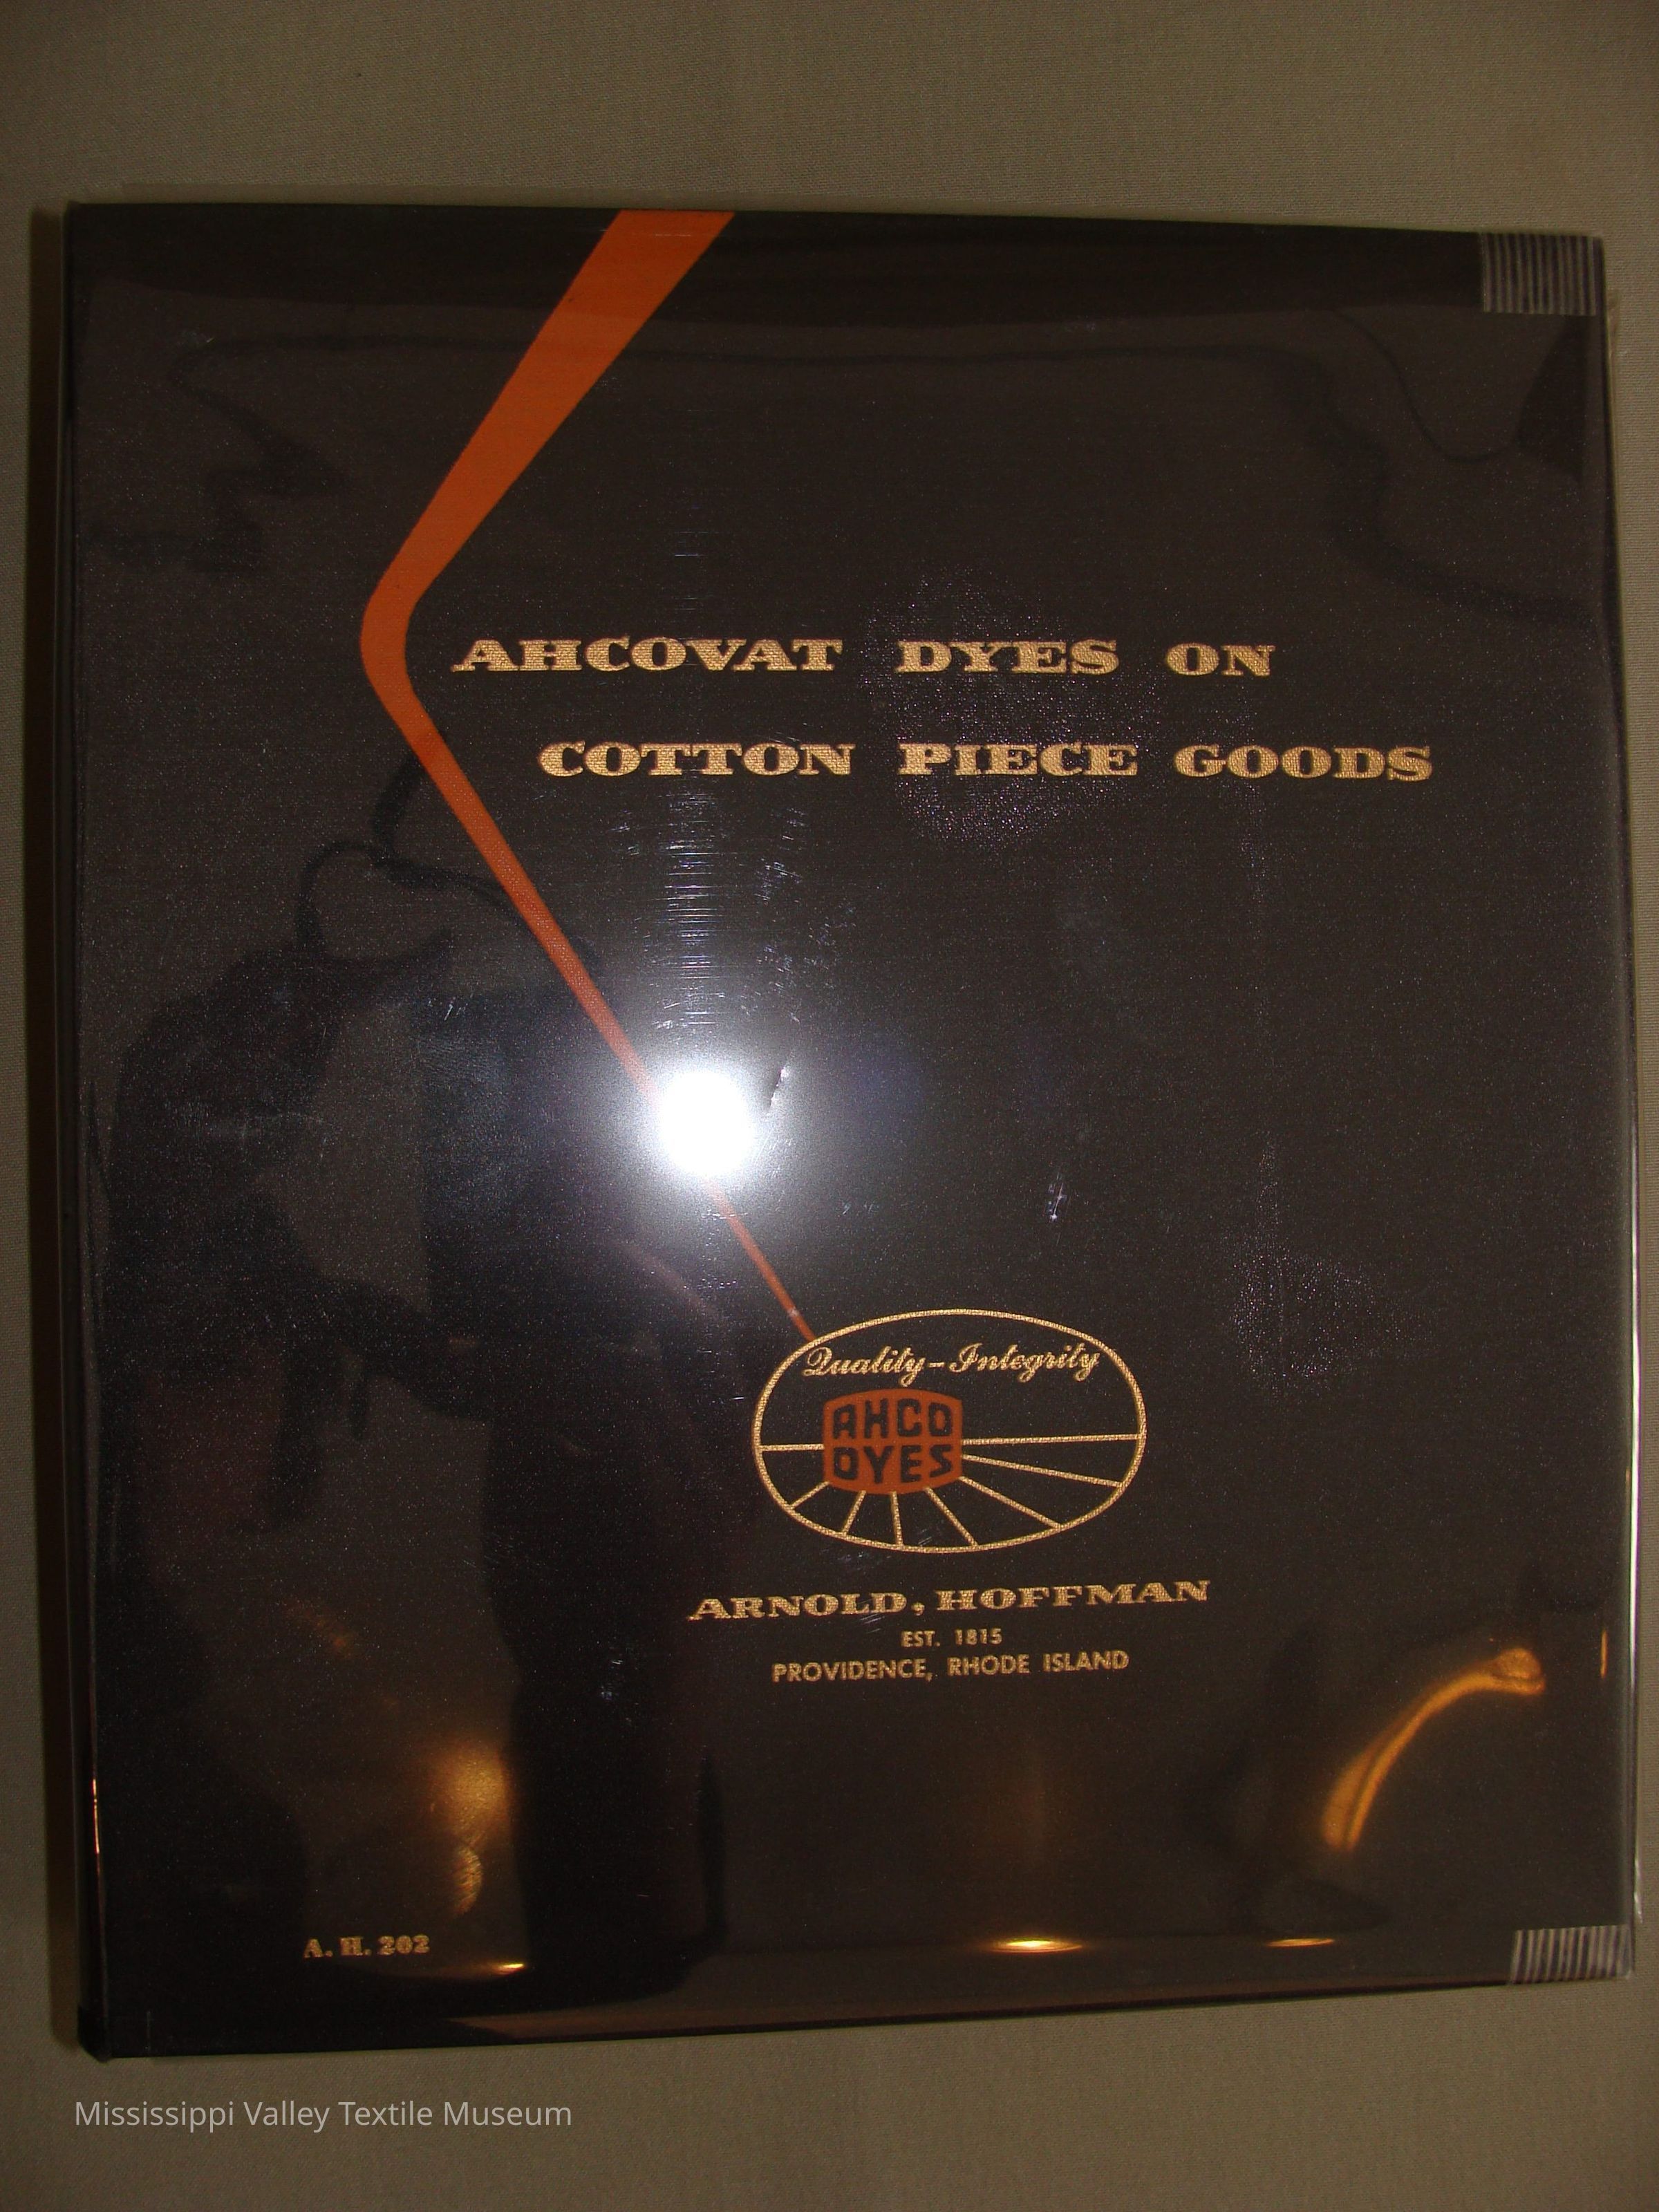 AHCOVAT DYES ON
COTTON PIECE GOODS
Quality-Integrity
AHCO
DYES
ARNOLD, HOFFMAN
EST. 1815
PROVIDENCE, RHODE ISLAND
A. H. 202
Mississippi Valley Textile Museum